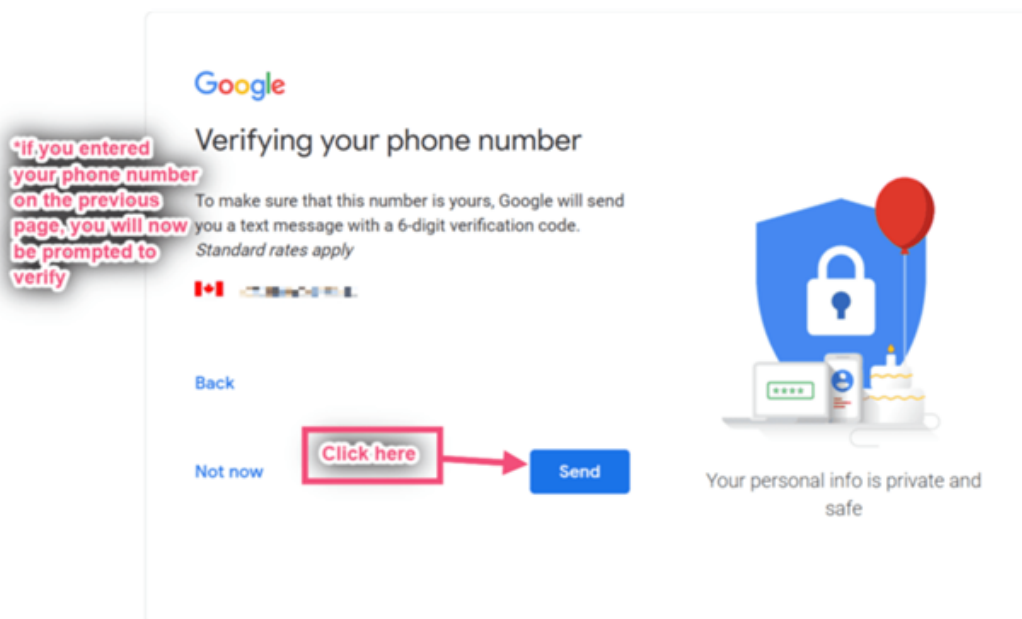 Google
Verifying your phone number
*if you entered
your phone number
on the previous
page, you will now
be prompted to
verify
To make sure that this number is yours, Google will send
you a text message with a 6-digit verification code.
Standard rates apply
Back
Not now
Click here
Send
****
Your personal info is private and
safe